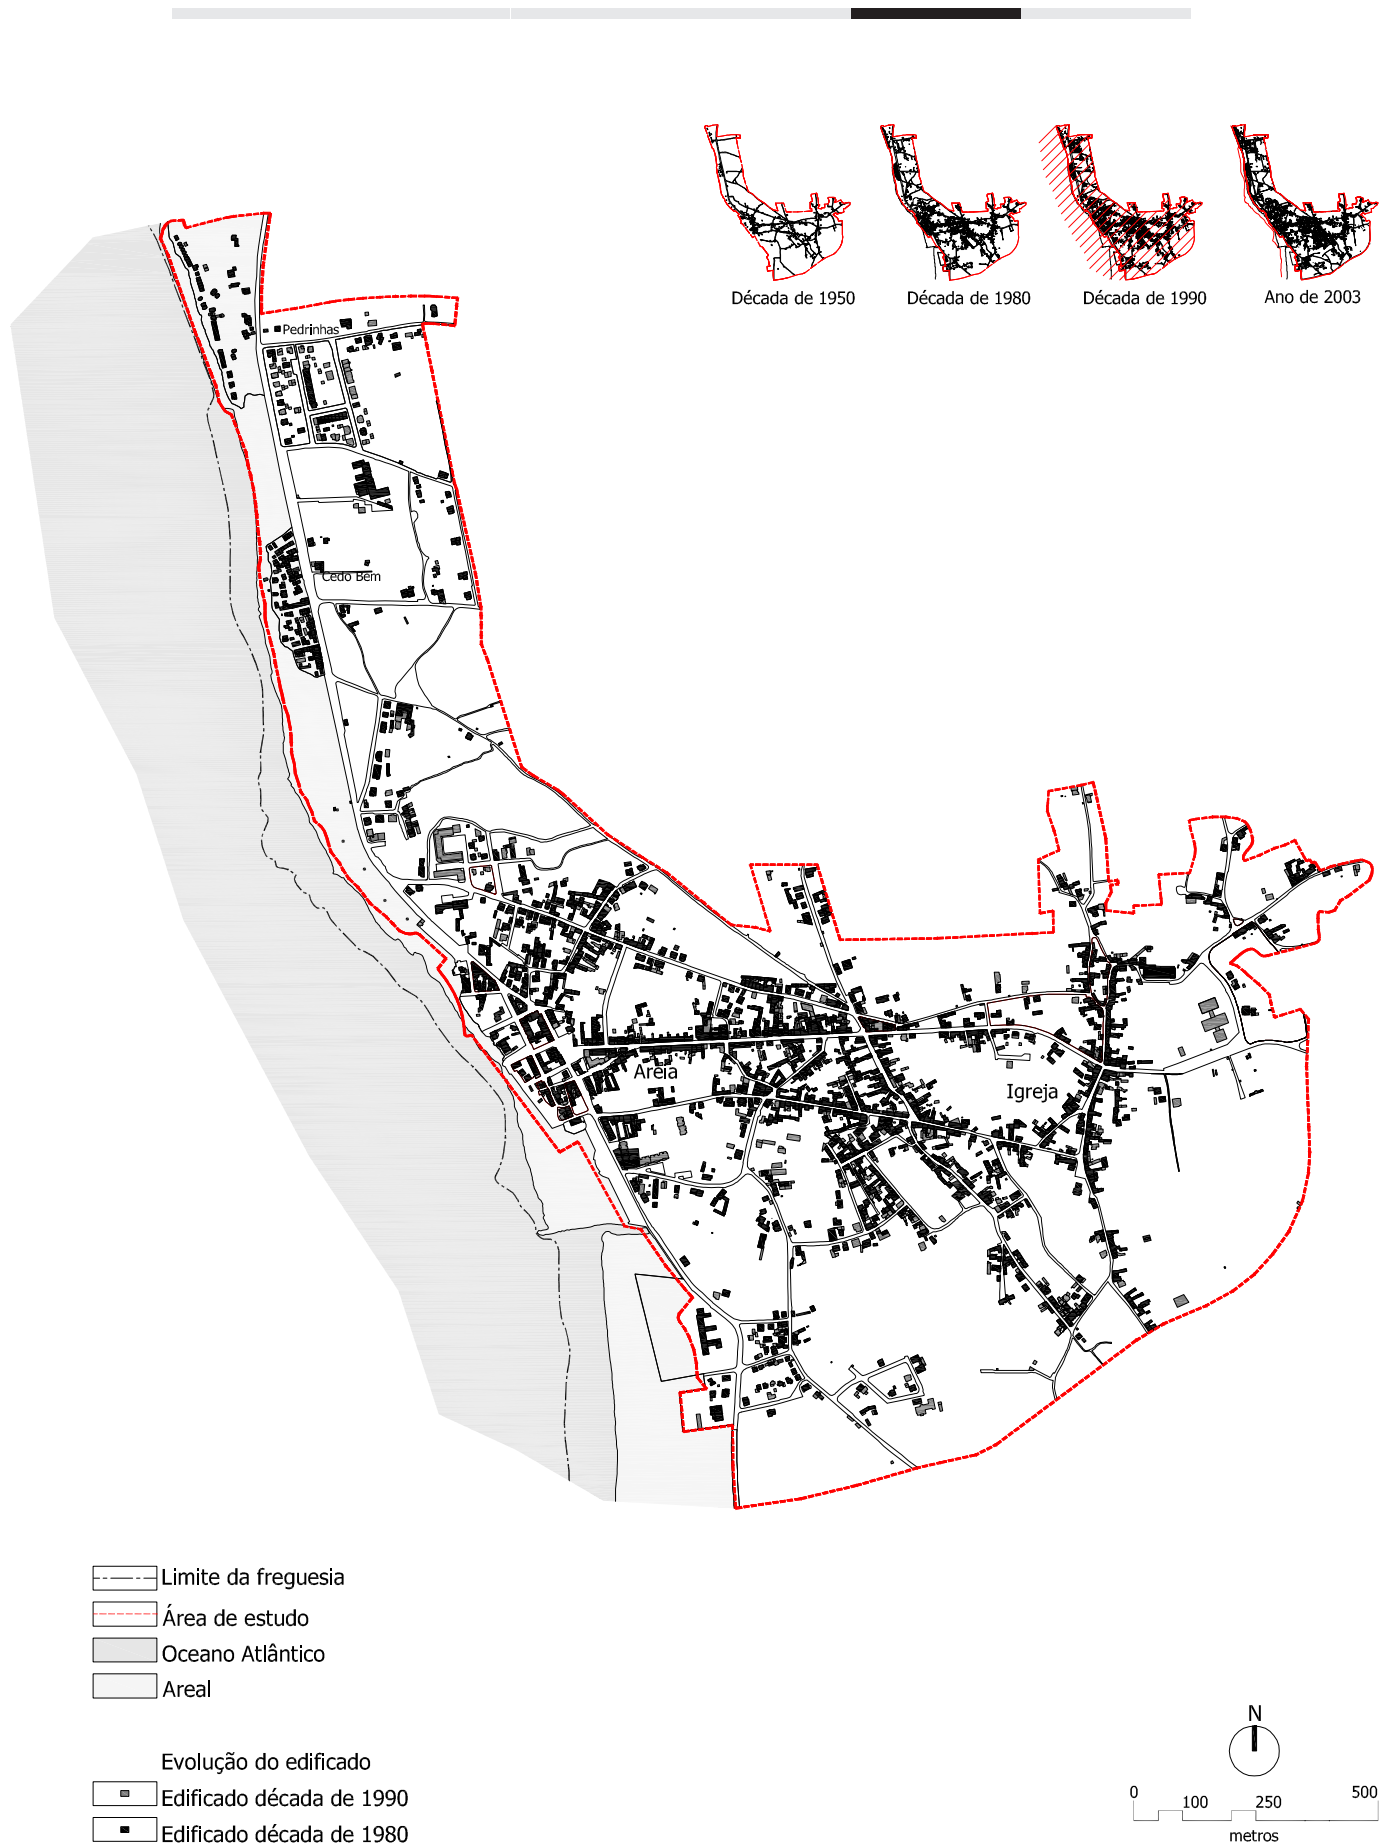 Década de 1950
Década de 1980
Década de 1990
Ano de 2003
Pedrinhas
Cedo Bem
Areia
Igreja
Limite da freguesia
Área de estudo
Oceano Atlântico
Areal
Evolução do edificado
Edificado década de 1990
Edificado década de 1980
N
0 100 250 500
metros